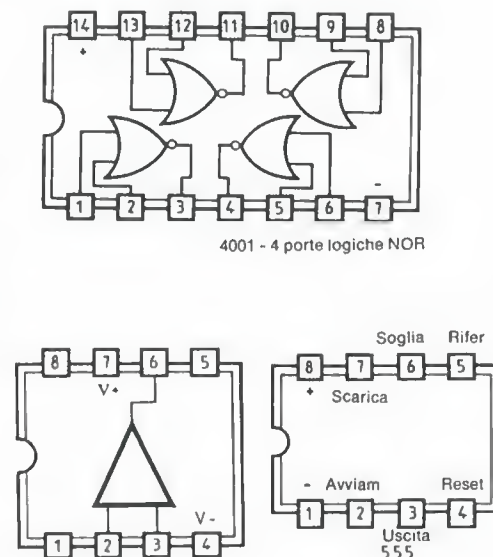 14 13 12 11 10 9 8
+
-
1 2 3 4 5 6 7
4001 - 4 porte logiche NOR
8 7 6 5
V+
V-
1 2 3 4
Soglia Rifer
8 7 6 5
+ Scarica
- Avviam Reset
1 2 3 4
Uscita
555